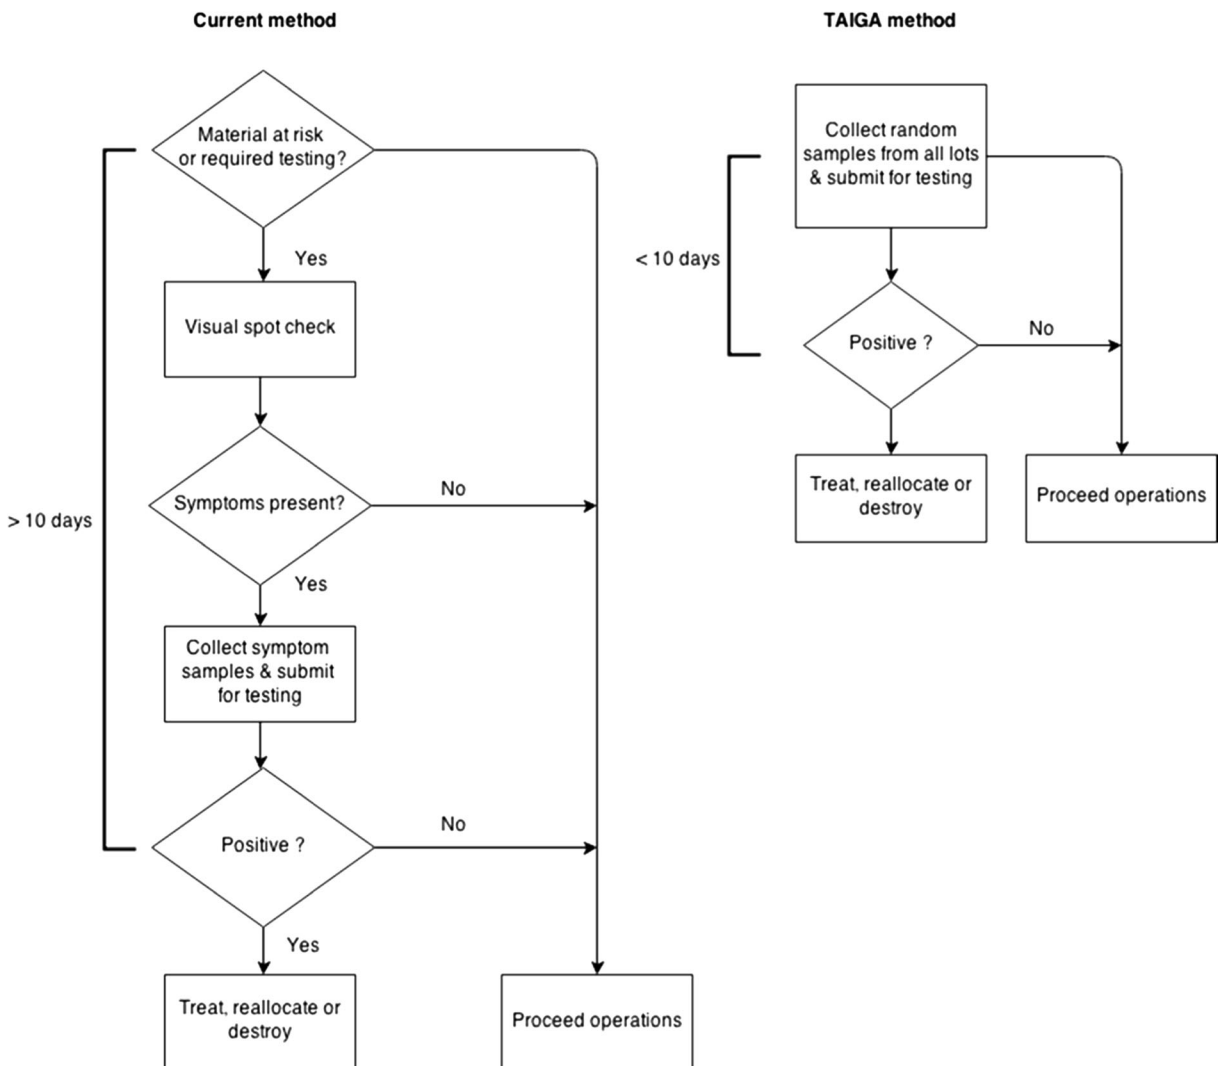 Current method
Material at risk
or required testing?
Yes
Visual spot check
Symptoms present?
No
> 10 days
Yes
Collect symptom
samples & submit
for testing
Positive ?
No
Yes
Treat, reallocate or
destroy
Proceed operations
TAIGA method
Collect random
samples from all lots
& submit for testing
< 10 days
Positive ?
No
Treat, reallocate or
destroy
Proceed operations